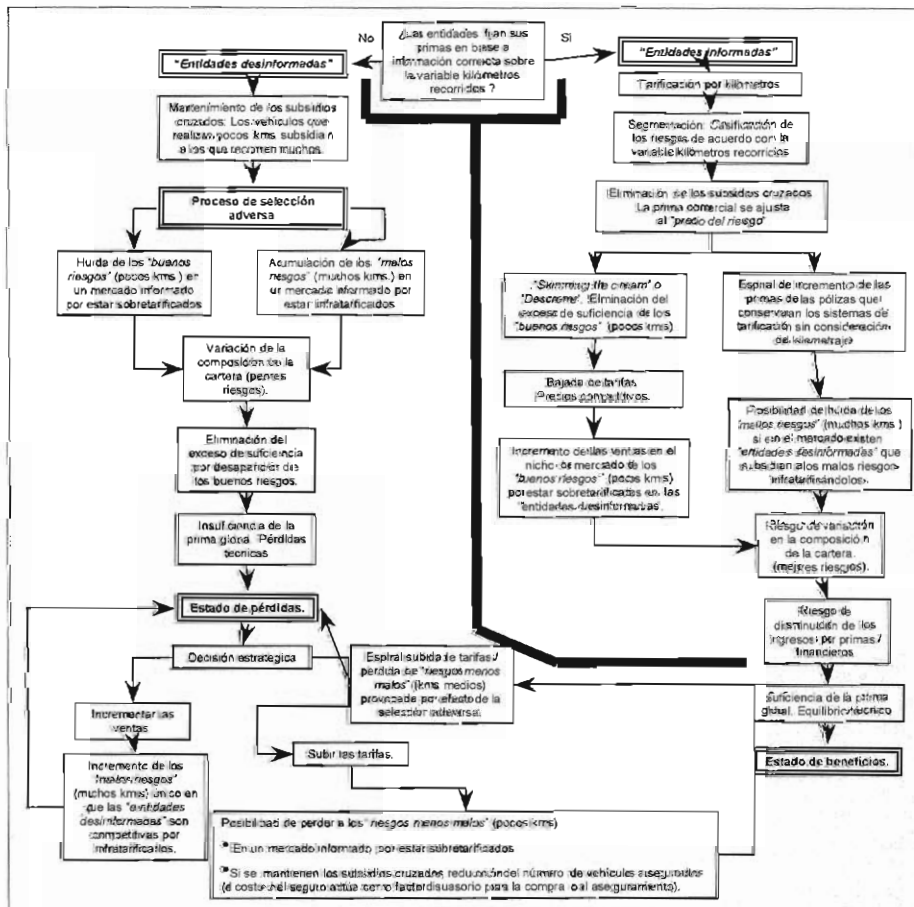 No
¿Las entidades fijan sus
primas en base a
información correcta sobre
la variable kilómetros
recorridos ?
Si
"Entidades desinformadas"
Mantenimiento de los subsidios
cruzados: Los vehículos que
realizan pocos kms. subsidian
a los que recorren muchos.
Proceso de selección
adversa
Huida de los "buenos
riesgos" (pocos kms.) en
un mercado informado
por estar sobretarificados
Acumulación de los "malos
riesgos" (muchos kms.) en
un mercado informado por
estar infratarificados
Variación de la
composición de la
cartera (peores
riesgos).
Eliminación del
exceso de suficiencia
por desaparición de
los buenos riesgos.
Insuficiencia de la
prima global. Pérdidas
técnicas
Estado de pérdidas.
Decisión estratégica
Incrementar las
ventas
Incremento de los
"malos riesgos"
(muchos kms) único en
que las "entidades
desinformadas" son
competitivas por
infratarificarlos.
Espiral subida de tarifas /
pérdida de "riesgos menos
malos" (kms medios)
provocada por efecto de la
selección adversa.
Subir las tarifas.
Posibilidad de perder a los "riesgos menos malos" (pocos kms)
En un mercado informado por estar sobretarificados
Si se mantienen los subsidios cruzados, reducción del número de vehículos asegurados
(el coste del seguro actúa como factor disuasorio para la compra o al aseguramiento).
"Entidades informadas"
Tarificación por kilómetros
Segmentación: Clasificación de
los riesgos de acuerdo con la
variable kilómetros recorridos
Eliminación de los subsidios cruzados
La prima comercial se ajusta
al "precio del riesgo"
"Skimming the cream" o
"Descreme". Eliminación del
exceso de suficiencia de los
"buenos riesgos" (pocos kms)
Bajada de tarifas
Precios competitivos.
Incremento de las ventas en el
nicho de mercado de los
"buenos riesgos" (pocos kms)
por estar sobretarificados en las
"entidades desinformadas".
Espiral de incremento de las
primas de las pólizas que
conservan los sistemas de
tarificación sin consideración
del kilometraje
Posibilidad de huida de los
"malos riesgos" (muchos kms )
si en el mercado existen
"entidades desinformadas" que
subsidien a los malos riesgos
infratarificándolos.
Riesgo de variación
en la composición
de la cartera.
(mejores riesgos).
Riesgo de
disminución de los
ingresos por primas /
financieros
Suficiencia de la prima
global. Equilibrio técnico
Estado de beneficios.